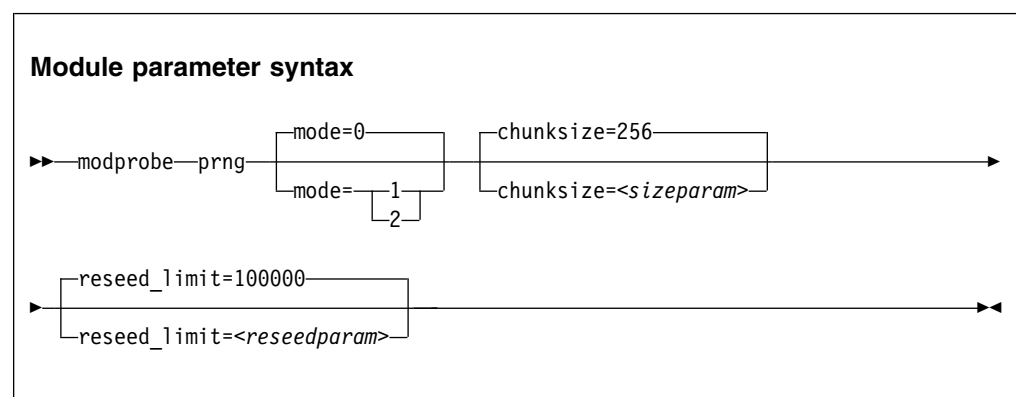 Module parameter syntax
mode=0 chunksize=256
modprobe prng
mode= 1 chunksize=<sizeparam>
2
reseed_limit=100000
reseed_limit=<reseedparam>